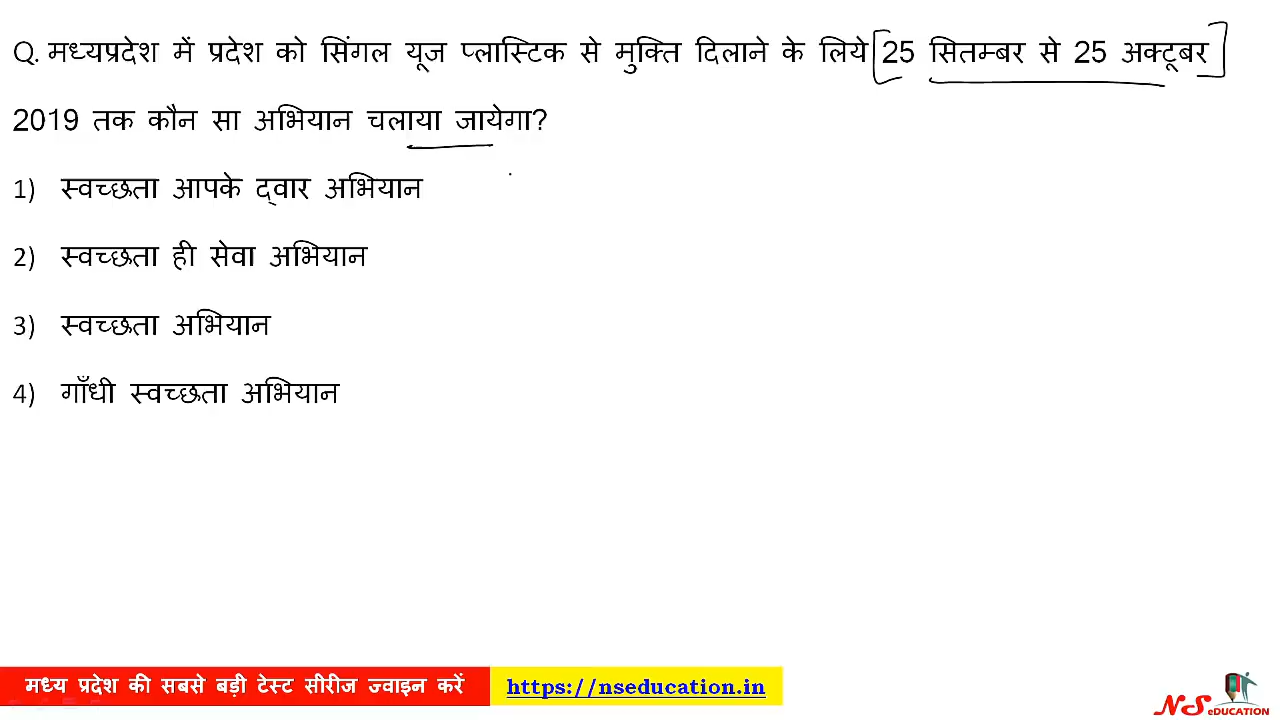 Q. मध्यप्रदेश में प्रदेश को सिंगल यूज प्लास्टिक से मुक्ति दिलाने के लिये 25 सितम्बर से 25 अक्टूबर
2019 तक कौन सा अभियान चलाया जायेगा?
1) स्वच्छता आपके द्वार अभियान
2) स्वच्छता ही सेवा अभियान
3) स्वच्छता अभियान
4) गाँधी स्वच्छता अभियान
मध्य प्रदेश की सबसे बड़ी टेस्ट सीरीज ज्वाइन करें https://nseducation.in
NS eDUCATION